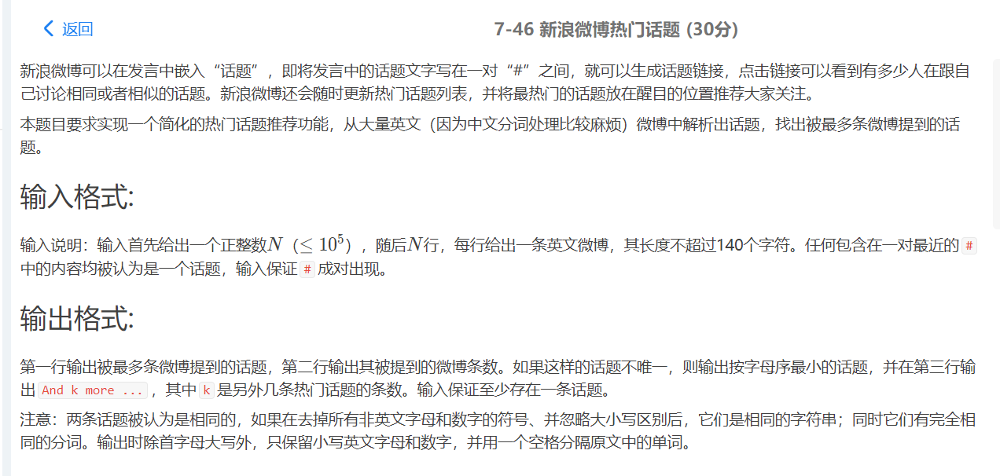 返回
7-46 新浪微博热门话题 (30分)
新浪微博可以在发言中嵌入“话题”，即将发言中的话题文字写在一对“#”之间，就可以生成话题链接，点击链接可以看到有多少人在跟自
己讨论相同或者相似的话题。新浪微博还会随时更新热门话题列表，并将最热门的话题放在醒目的位置推荐大家关注。
本题目要求实现一个简化的热门话题推荐功能，从大量英文（因为中文分词处理比较麻烦）微博中解析出话题，找出被最多条微博提到的话
题。
输入格式:
输入说明：输入首先给出一个正整数N（≤10⁵），随后N行，每行给出一条英文微博，其长度不超过140个字符。任何包含在一对最近的#
中的内容均被认为是一个话题，输入保证#成对出现。
输出格式:
第一行输出被最多条微博提到的话题，第二行输出其被提到的微博条数。如果这样的话题不唯一，则输出按字母序最小的话题，并在第三行输
出And k more ...，其中k是另外几条热门话题的条数。输入保证至少存在一条话题。
注意：两条话题被认为是相同的，如果在去掉所有非英文字母和数字的符号、并忽略大小写区别后，它们是相同的字符串；同时它们有完全相
同的分词。输出时除首字母大写外，只保留小写英文字母和数字，并用一个空格分隔原文中的单词。